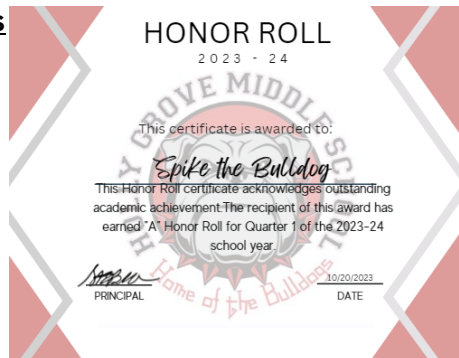 s
HONOR ROLL
2023 - 24
HOLLY GROVE MIDDLE SCHOOL
This certificate is awarded to:
Spike the Bulldog
This Honor Roll certificate acknowledges outstanding
academic achievement.The recipient of this award has
earned "A" Honor Roll for Quarter 1 of the 2023-24
school year.
Home of the Bulldogs
10/20/2023
PRINCIPAL DATE